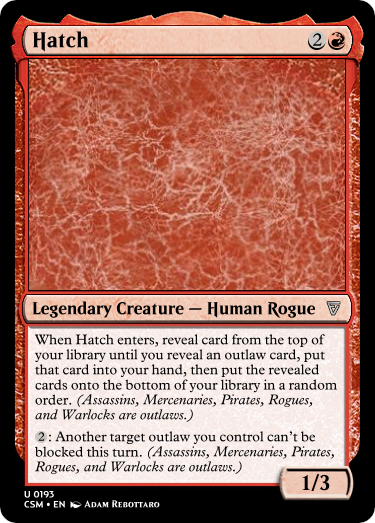 Hatch 2
Legendary Creature — Human Rogue
When Hatch enters, reveal card from the top of
your library until you reveal an outlaw card, put
that card into your hand, then put the revealed
cards onto the bottom of your library in a random
order. (Assassins, Mercenaries, Pirates, Rogues,
and Warlocks are outlaws.)
2: Another target outlaw you control can't be
blocked this turn. (Assassins, Mercenaries, Pirates,
Rogues, and Warlocks are outlaws.)
1/3
U 0193
CSM • EN Adam Rebottaro